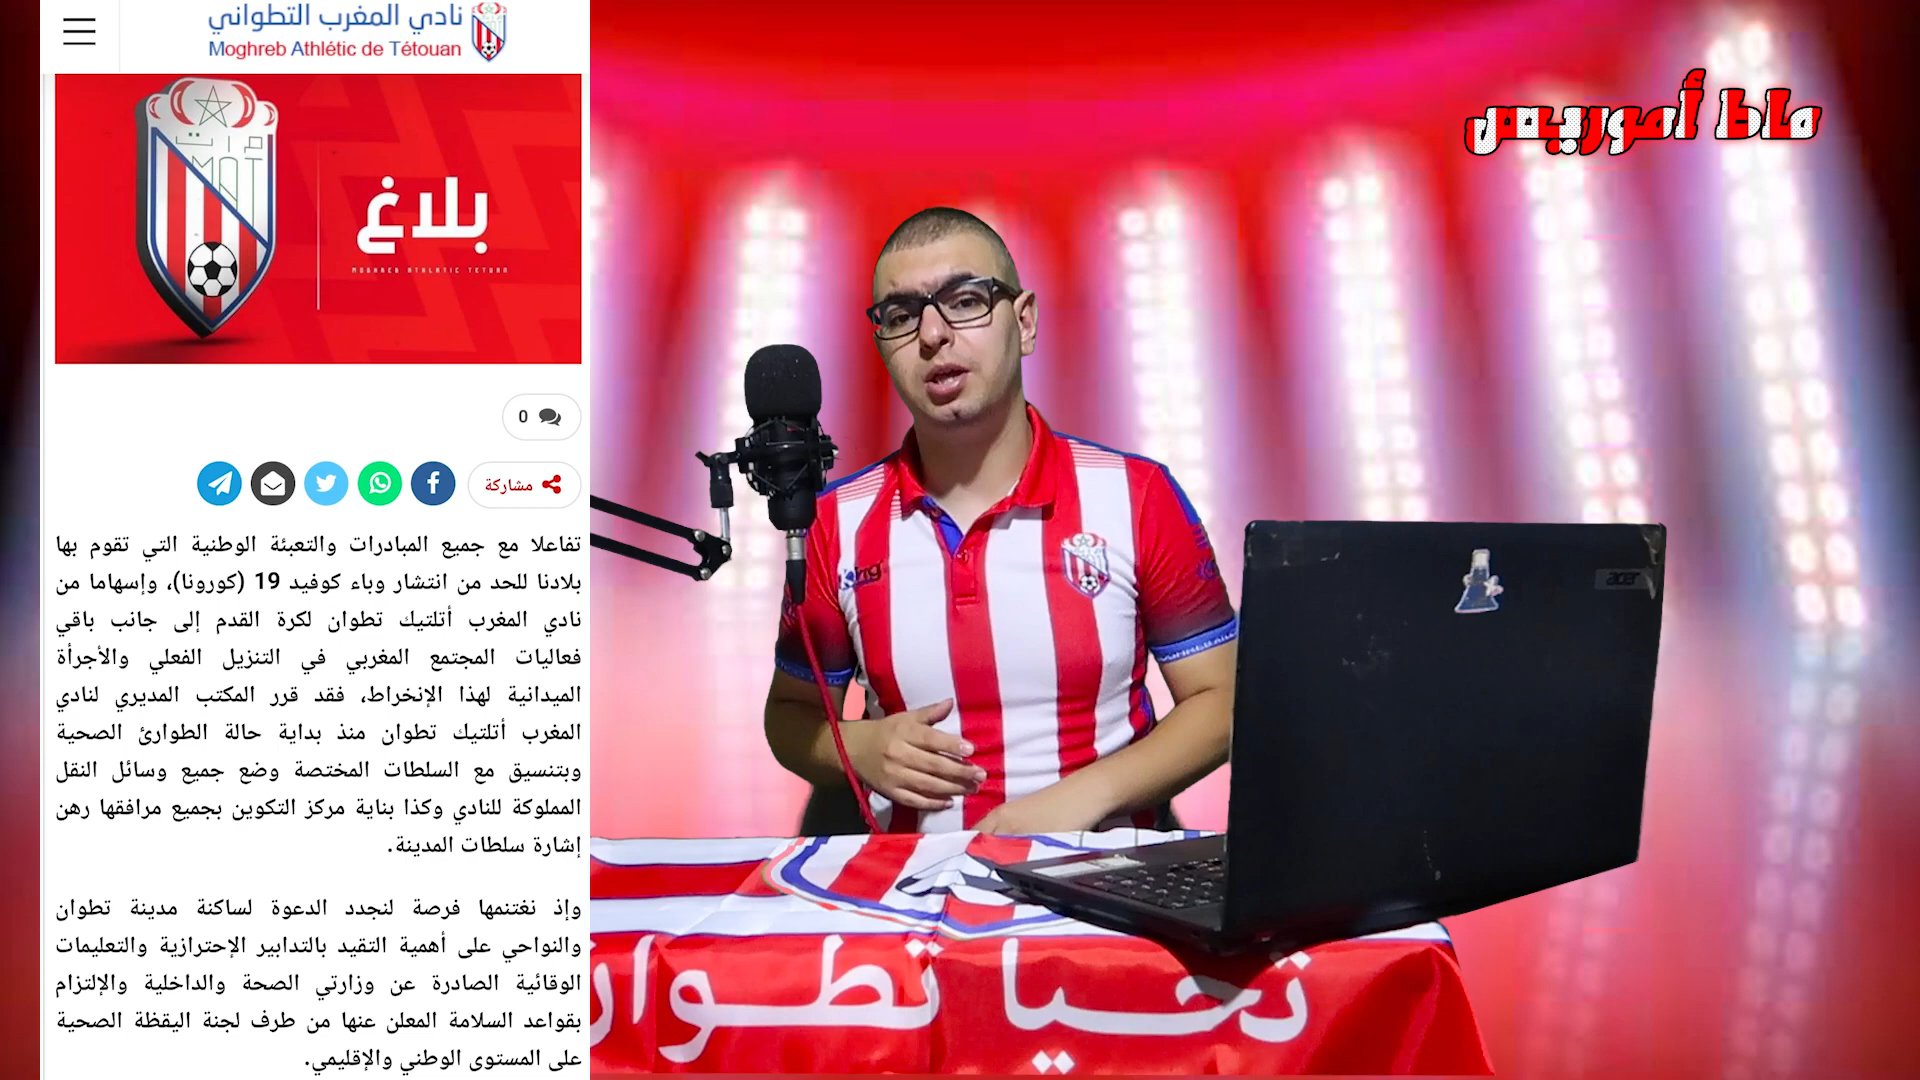 نادي المغرب التطواني
Moghreb Athlétic de Tétouan
م.ا.ت
MAT
بلاغ
MOGHREB ATHLETIC TETUAN
0
مشاركة
تفاعلا مع جميع المبادرات والتعبئة الوطنية التي تقوم بها
بلادنا للحد من انتشار وباء كوفيد 19 (كورونا)، وإسهاما من
نادي المغرب أتلتيك تطوان لكرة القدم إلى جانب باقي
فعاليات المجتمع المغربي في التنزيل الفعلي والأجرأة
الميدانية لهذا الإنخراط، فقد قرر المكتب المديري لنادي
المغرب أتلتيك تطوان منذ بداية حالة الطوارئ الصحية
وبتنسيق مع السلطات المختصة وضع جميع وسائل النقل
المملوكة للنادي وكذا بناية مركز التكوين بجميع مرافقها رهن
إشارة سلطات المدينة.
وإذ نغتنمها فرصة لنجدد الدعوة لساكنة مدينة تطوان
والنواحي على أهمية التقيد بالتدابير الإحترازية والتعليمات
الوقائية الصادرة عن وزارتي الصحة والداخلية والإلتزام
بقواعد السلامة المعلن عنها من طرف لجنة اليقظة الصحية
على المستوى الوطني والإقليمي.
ماط أموريس
acer
تحيا تطوان